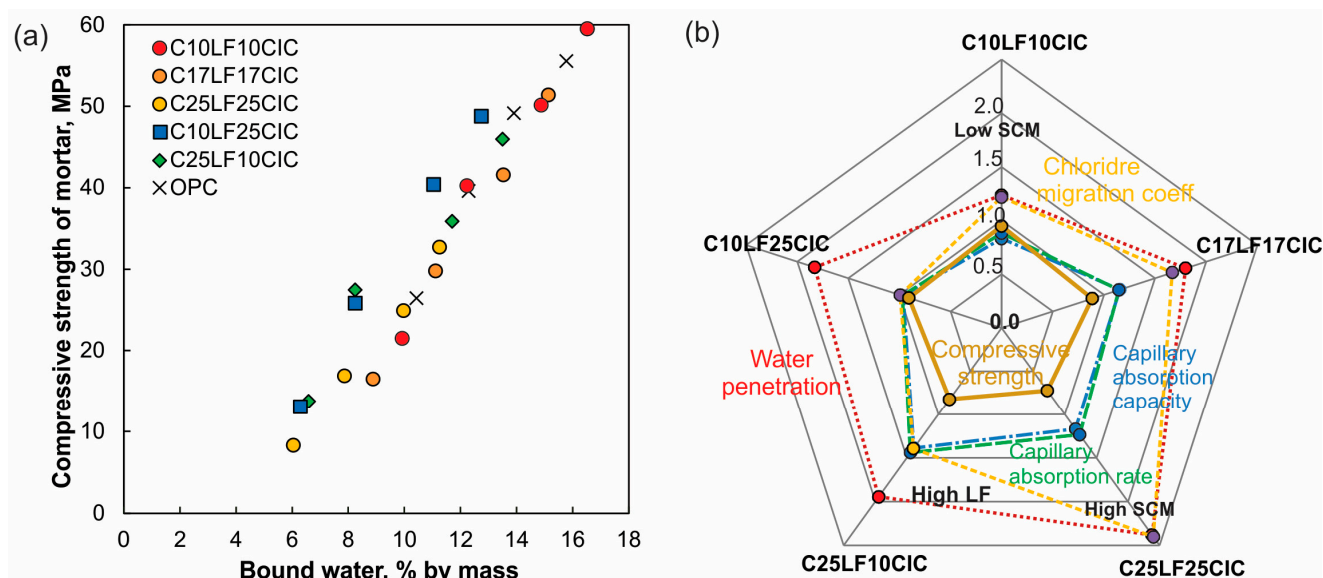 (a)
Compressive strength of mortar, MPa
60
50
40
30
20
10
0
C10LF10CIC
C17LF17CIC
C25LF25CIC
C10LF25CIC
C25LF10CIC
OPC
0 2 4 6 8 10 12 14 16 18
Bound water, % by mass
(b)
C10LF10CIC
2.0
Low SCM
1.5
Chloridre
migration coeff
1.0
C10LF25CIC
C17LF17CIC
0.5
0.0
Water
penetration
Compressive
strength
Capillary
absorption
capacity
Capillary
absorption rate
High LF
High SCM
C25LF10CIC
C25LF25CIC